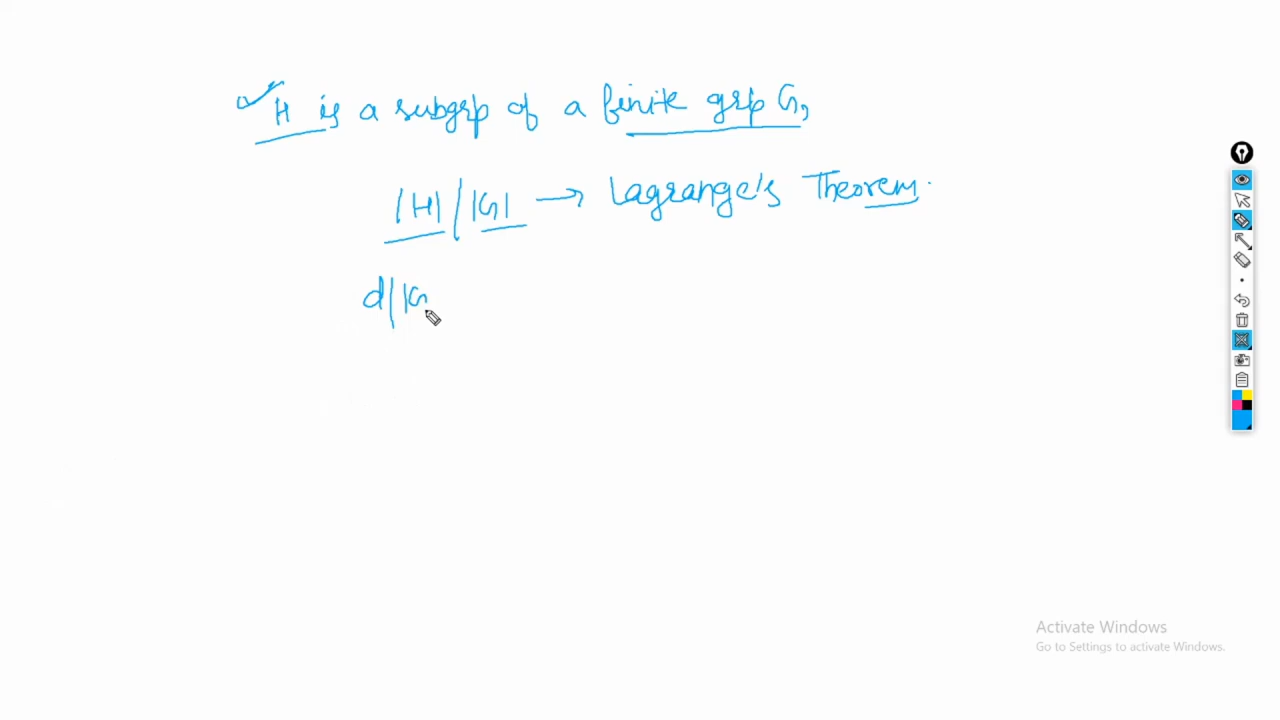 H is a subgrp of a finite grp G,
|H| | |G| → Lagrange's Theorem.
d | |G
Activate Windows
Go to Settings to activate Windows.